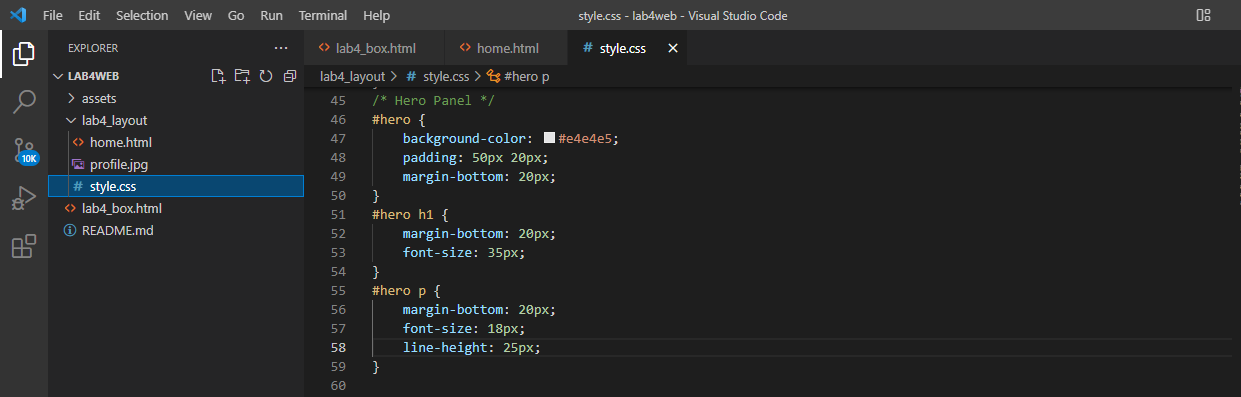 File Edit Selection View Go Run Terminal Help style.css - lab4web - Visual Studio Code
EXPLORER ...
lab4_box.html home.html # style.css
LAB4WEB
lab4_layout > # style.css > #hero p
assets
lab4_layout
home.html
profile.jpg
# style.css
lab4_box.html
README.md
10K
45 /* Hero Panel */
46 #hero {
47 background-color: #e4e4e5;
48 padding: 50px 20px;
49 margin-bottom: 20px;
50 }
51 #hero h1 {
52 margin-bottom: 20px;
53 font-size: 35px;
54 }
55 #hero p {
56 margin-bottom: 20px;
57 font-size: 18px;
58 line-height: 25px;
59 }
60